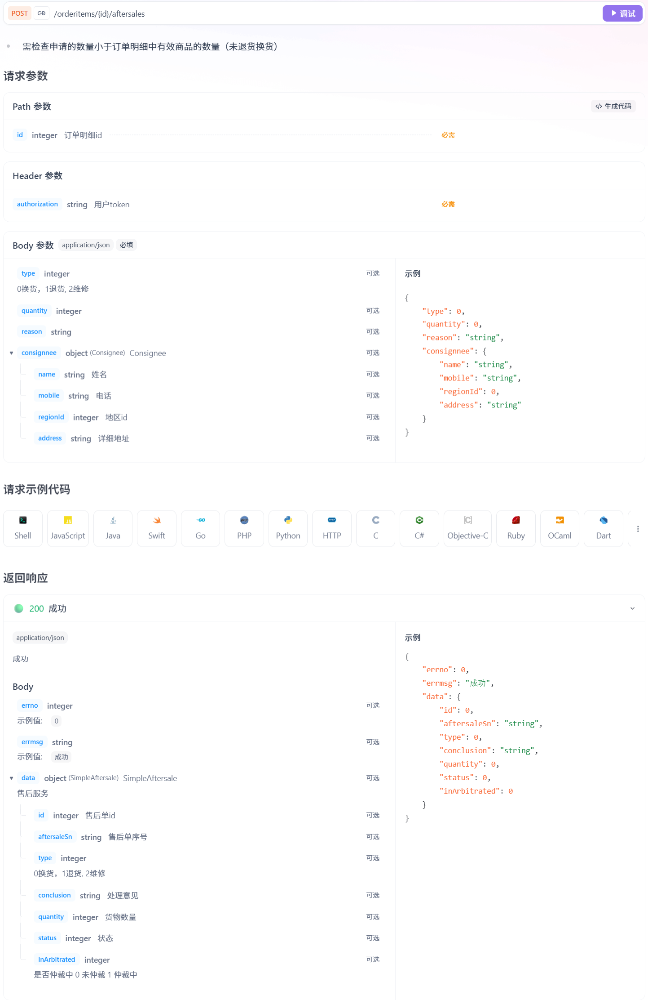 POST /orderitems/{id}/aftersales 调试
需检查申请的数量小于订单明细中有效商品的数量（未退货换货）
请求参数
Path 参数 生成代码
id integer 订单明细id 必需
Header 参数
authorization string 用户token 必需
Body 参数 application/json 必填
type integer 可选
0换货，1退货, 2维修
quantity integer 可选
reason string 可选
consignnee object (Consignee) Consignee 可选
name string 姓名 可选
mobile string 电话 可选
regionId integer 地区id 可选
address string 详细地址 可选
示例
{
"type": 0,
"quantity": 0,
"reason": "string",
"consignnee": {
"name": "string",
"mobile": "string",
"regionId": 0,
"address": "string"
}
}
请求示例代码
Shell JavaScript Java Swift Go PHP Python HTTP C C# Objective-C Ruby OCaml Dart
返回响应
200 成功
application/json
成功
Body
errno integer 可选
示例值: 0
errmsg string 可选
示例值: 成功
data object (SimpleAftersale) SimpleAftersale 可选
售后服务
id integer 售后单id 可选
aftersaleSn string 售后单序号 可选
type integer 可选
0换货，1退货, 2维修
conclusion string 处理意见 可选
quantity integer 货物数量 可选
status integer 状态 可选
inArbitrated integer 可选
是否仲裁中 0 未仲裁 1 仲裁中
示例
{
"errno": 0,
"errmsg": "成功",
"data": {
"id": 0,
"aftersaleSn": "string",
"type": 0,
"conclusion": "string",
"quantity": 0,
"status": 0,
"inArbitrated": 0
}
}